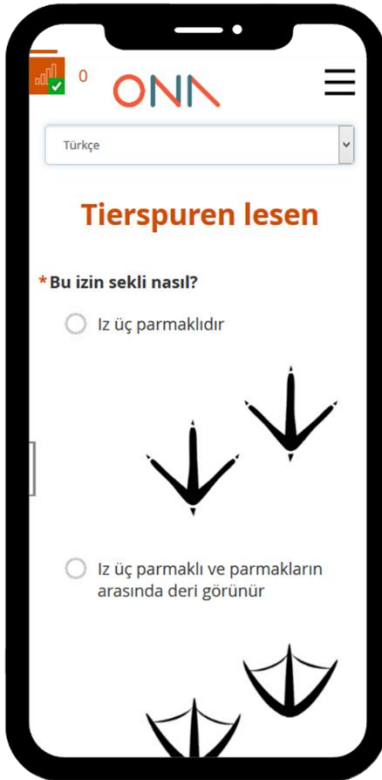 0
ONA
Türkçe
Tierspuren lesen
*Bu izin sekli nasıl?
Iz üç parmaklıdır
Iz üç parmaklı ve parmakların
arasında deri görünür